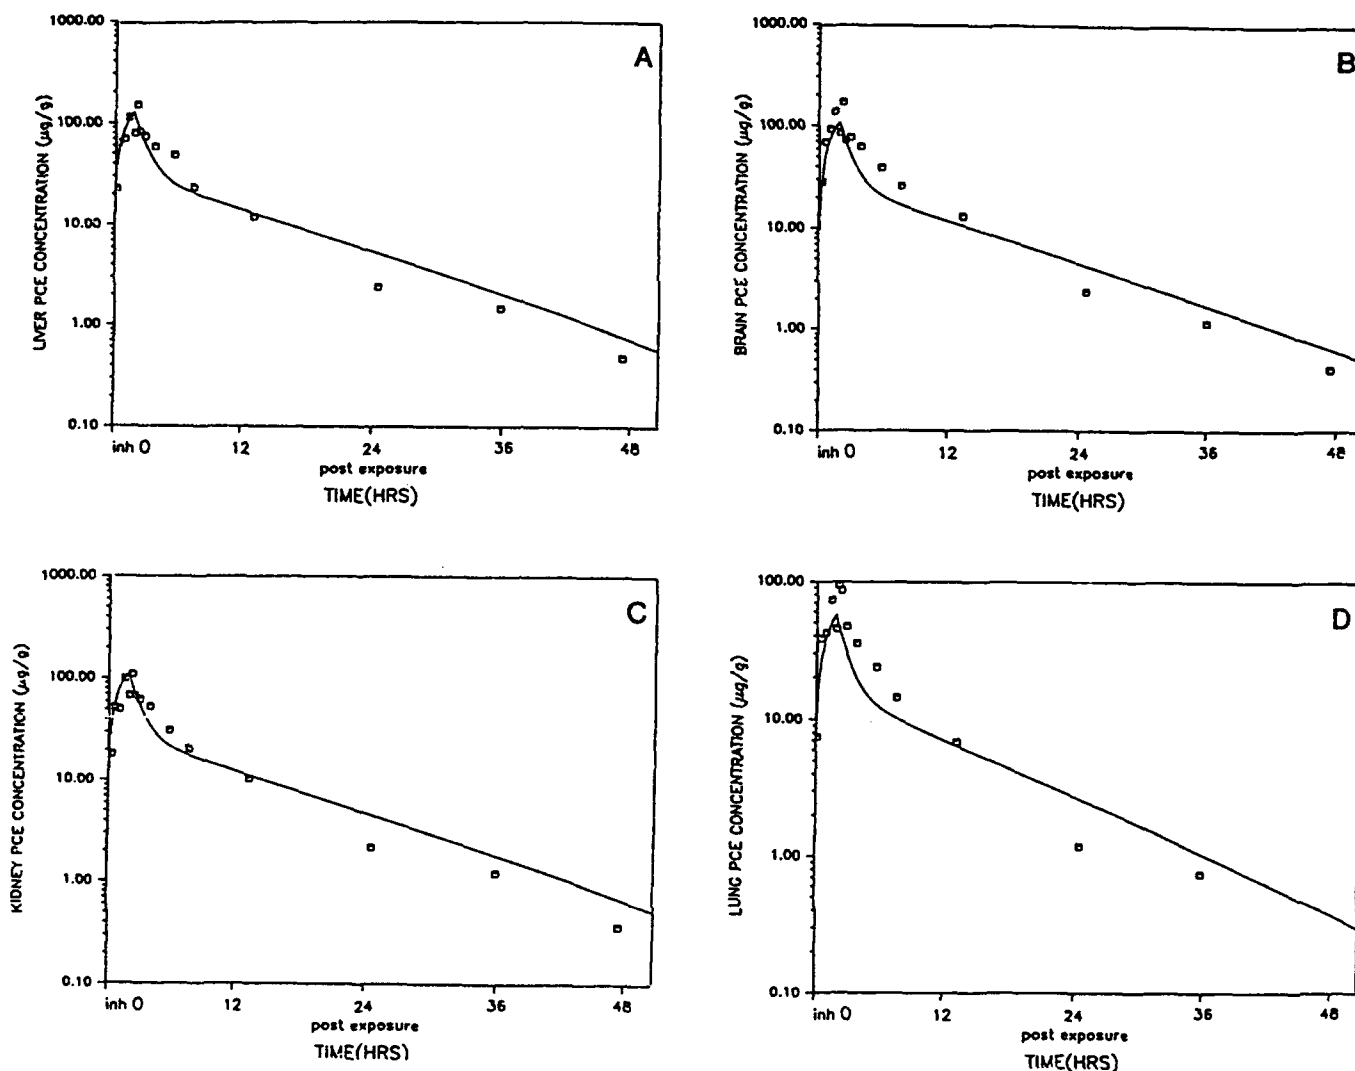 A
1000.00
100.00
10.00
1.00
0.10
LIVER PCE CONCENTRATION (µg/g)
inh 0 12 24 36 48
post exposure
TIME(HRS)
B
1000.00
100.00
10.00
1.00
0.10
BRAIN PCE CONCENTRATION (µg/g)
inh 0 12 24 36 48
post exposure
TIME(HRS)
C
1000.00
100.00
10.00
1.00
0.10
KIDNEY PCE CONCENTRATION (µg/g)
inh 0 12 24 36 48
post exposure
TIME(HRS)
D
100.00
10.00
1.00
0.10
LUNG PCE CONCENTRATION (µg/g)
inh 0 12 24 36 48
post exposure
TIME(HRS)